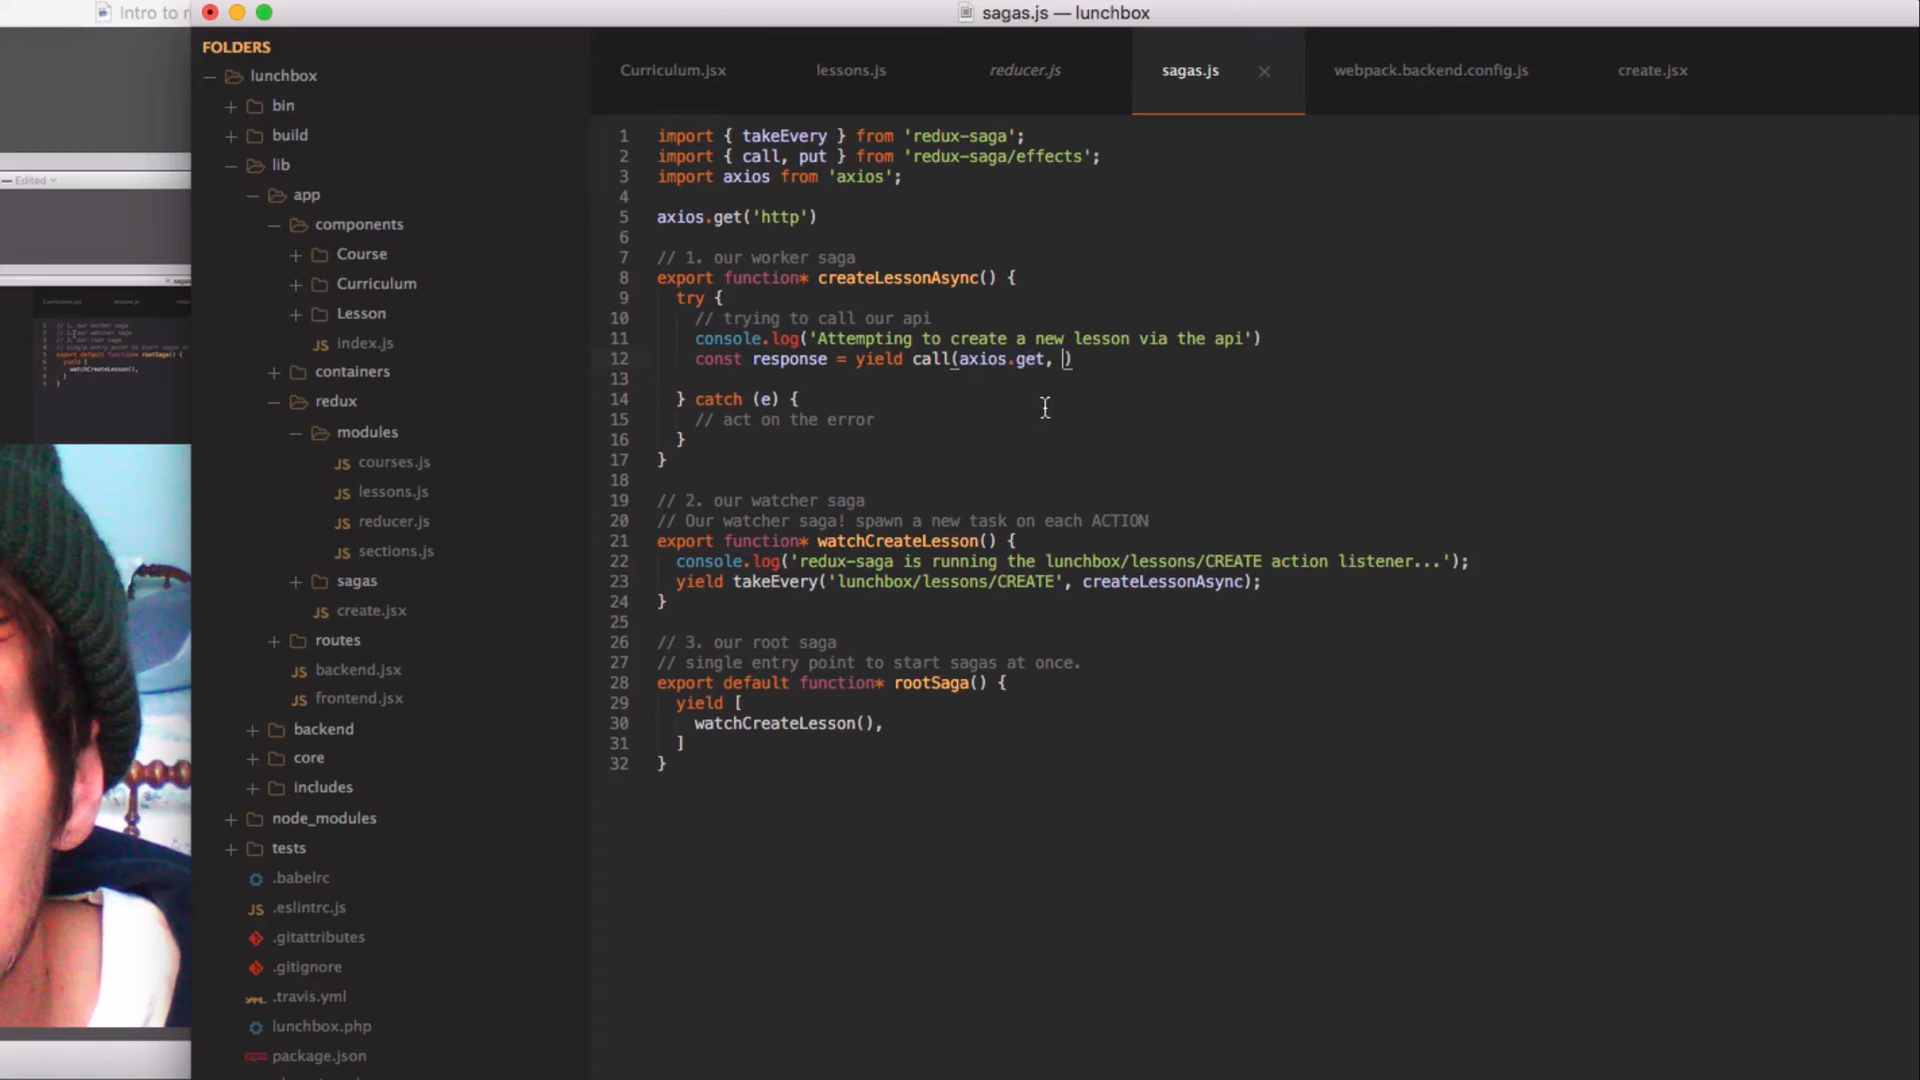 Intro to r
sagas.js — lunchbox
— Edited
FOLDERS
lunchbox
bin
build
lib
app
components
Course
Curriculum
Lesson
index.js
containers
redux
modules
JS courses.js
JS lessons.js
JS reducer.js
JS sections.js
sagas
JS create.jsx
routes
JS backend.jsx
JS frontend.jsx
backend
core
includes
node_modules
tests
.babelrc
JS .eslintrc.js
.gitattributes
.gitignore
.travis.yml
lunchbox.php
package.json
Curriculum.jsx
lessons.js
reducer.js
sagas.js
webpack.backend.config.js
create.jsx
1 import { takeEvery } from 'redux-saga';
2 import { call, put } from 'redux-saga/effects';
3 import axios from 'axios';
4
5 axios.get('http')
6
7 // 1. our worker saga
8 export function* createLessonAsync() {
9 try {
10 // trying to call our api
11 console.log('Attempting to create a new lesson via the api')
12 const response = yield call(axios.get, )
13
14 } catch (e) {
15 // act on the error
16 }
17 }
18
19 // 2. our watcher saga
20 // Our watcher saga! spawn a new task on each ACTION
21 export function* watchCreateLesson() {
22 console.log('redux-saga is running the lunchbox/lessons/CREATE action listener...');
23 yield takeEvery('lunchbox/lessons/CREATE', createLessonAsync);
24 }
25
26 // 3. our root saga
27 // single entry point to start sagas at once.
28 export default function* rootSaga() {
29 yield [
30 watchCreateLesson(),
31 ]
32 }